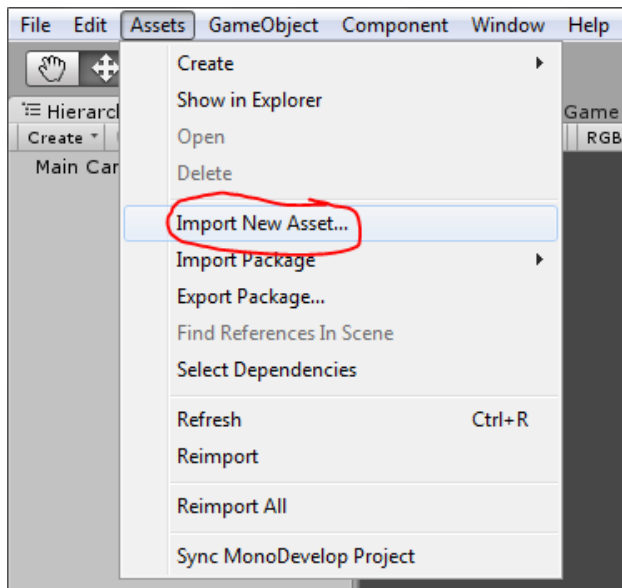 File Edit Assets GameObject Component Window Help
Create
Show in Explorer
Hierarc
Game
Create
Open
RGB
Main Car
Delete
Import New Asset...
Import Package
Export Package...
Find References In Scene
Select Dependencies
Refresh Ctrl+R
Reimport
Reimport All
Sync MonoDevelop Project